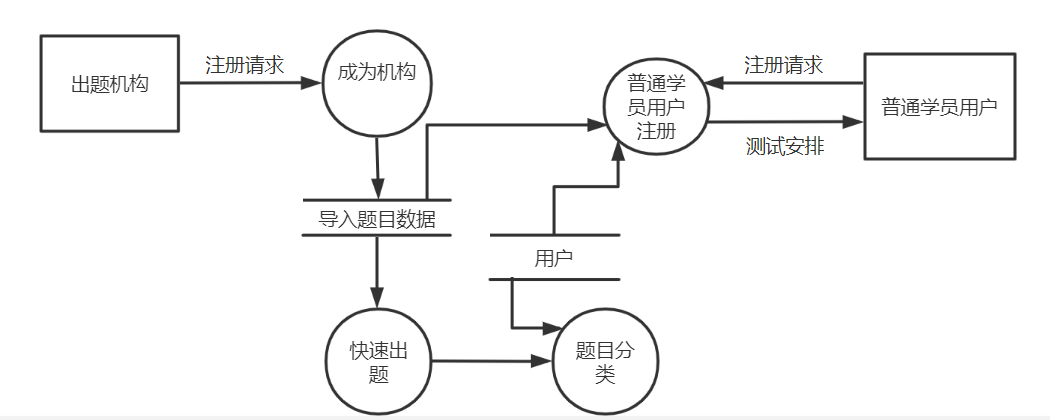 出题机构
注册请求
成为机构
普通学
员用户
注册
注册请求
普通学员用户
测试安排
导入题目数据
用户
快速出
题
题目分
类